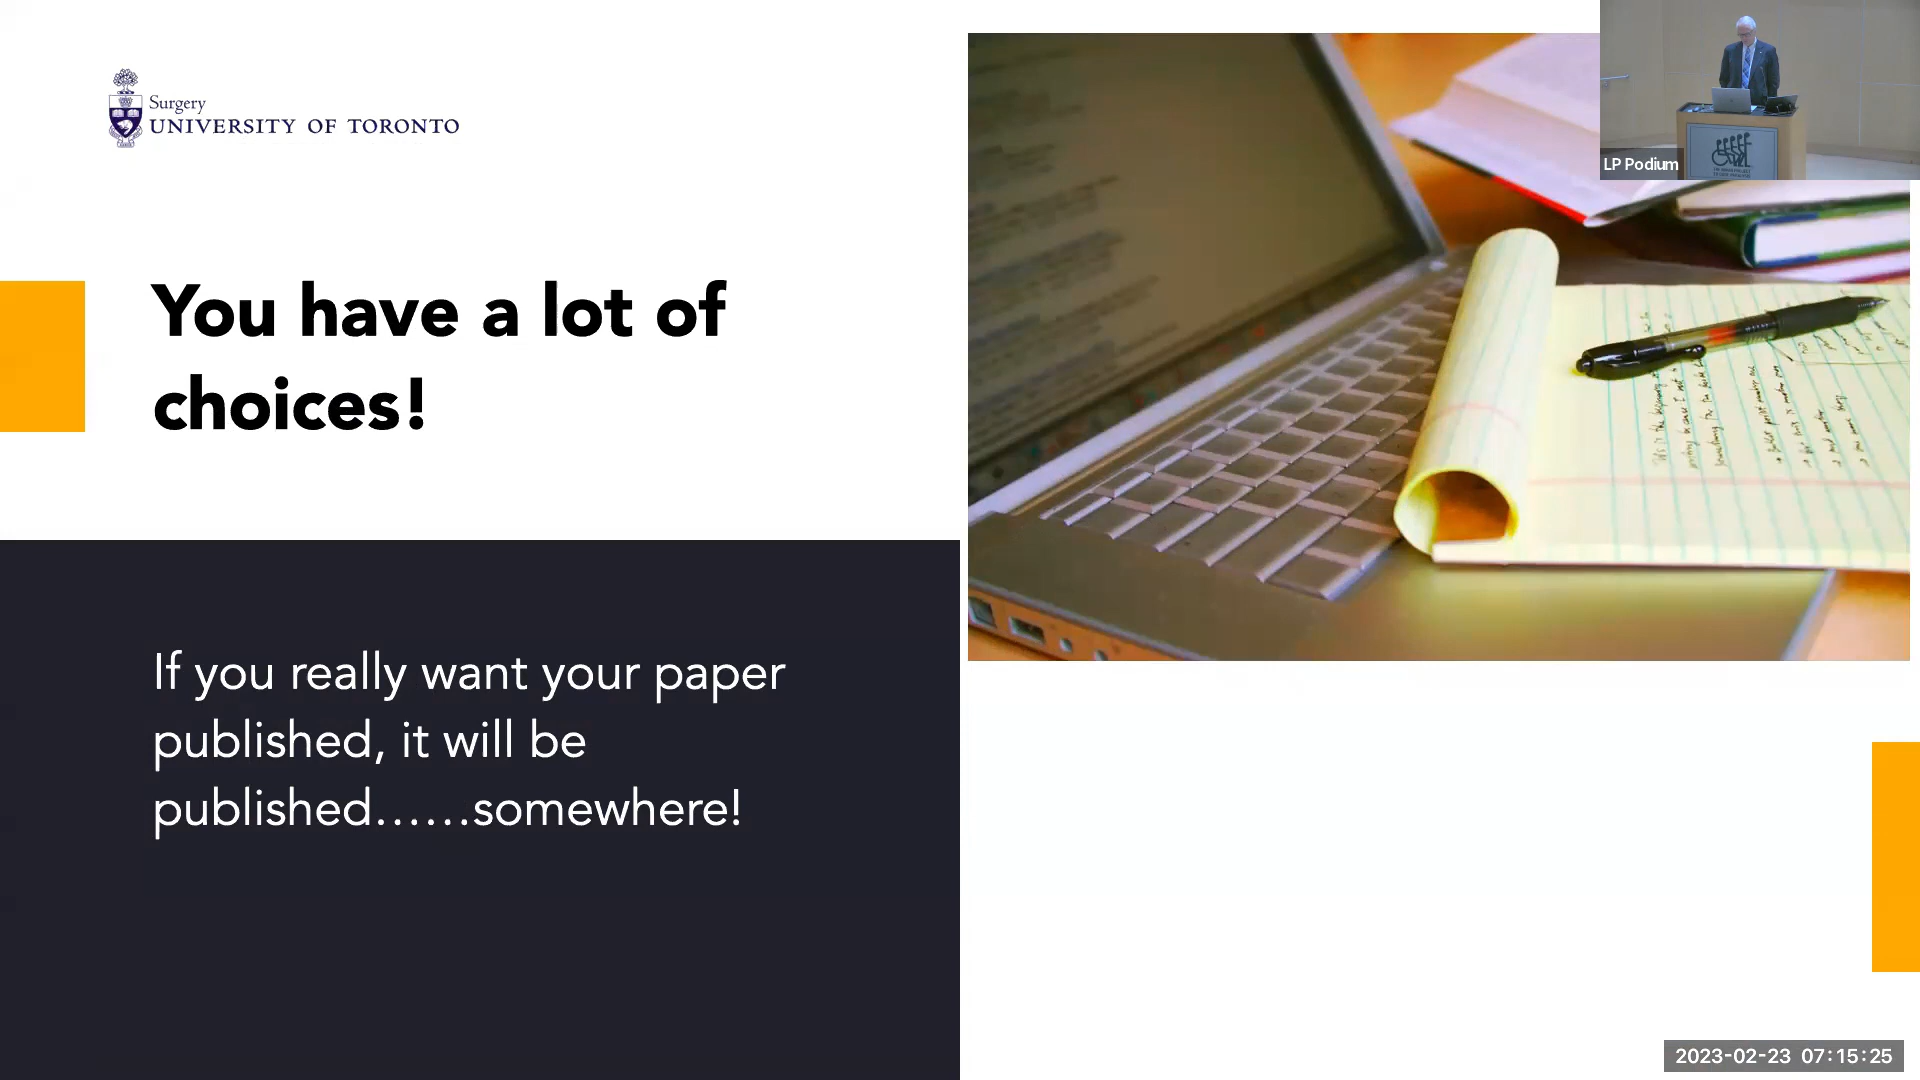 Surgery
UNIVERSITY OF TORONTO
You have a lot of
choices!
If you really want your paper
published, it will be
published……somewhere!
LP Podium
2023-02-23 07:15:25